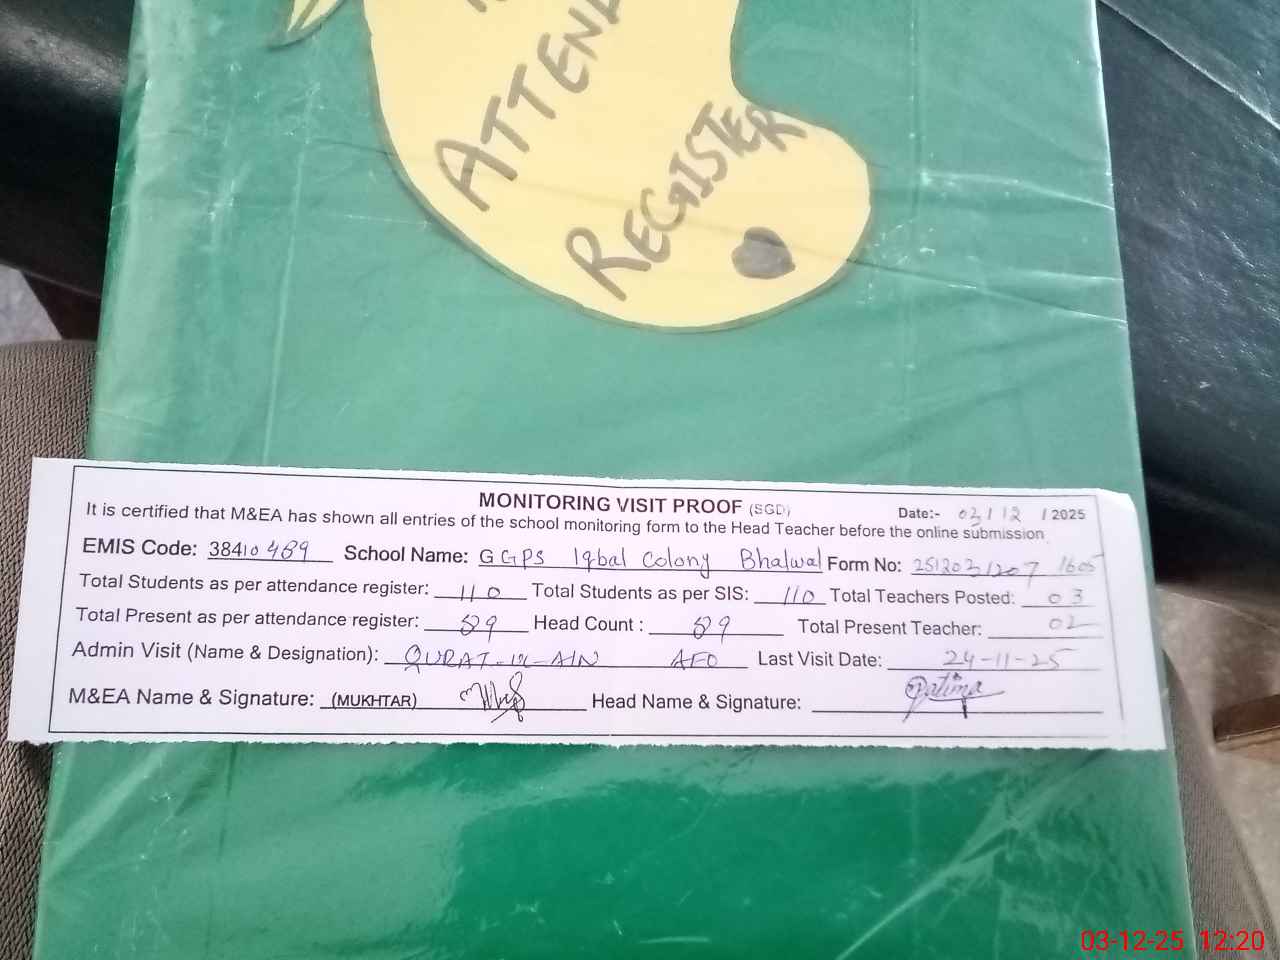 ATTEN
REGISTER
MONITORING VISIT PROOF (SGD)
Date:- 03/12 /2025
It is certified that M&EA has shown all entries of the school monitoring form to the Head Teacher before the online submission
EMIS Code: 38410489 School Name: GGPS Iqbal Colony Bhalwal Form No: 2512031207 1605
Total Students as per attendance register: 110 Total Students as per SIS: 110 Total Teachers Posted: 03
Total Present as per attendance register: 89 Head Count : 89 Total Present Teacher: 02
Admin Visit (Name & Designation): QURAT-UL-AIN AEO Last Visit Date: 24-11-25
M&EA Name & Signature: (MUKHTAR) Head Name & Signature: Fatima
03-12-25 12:20